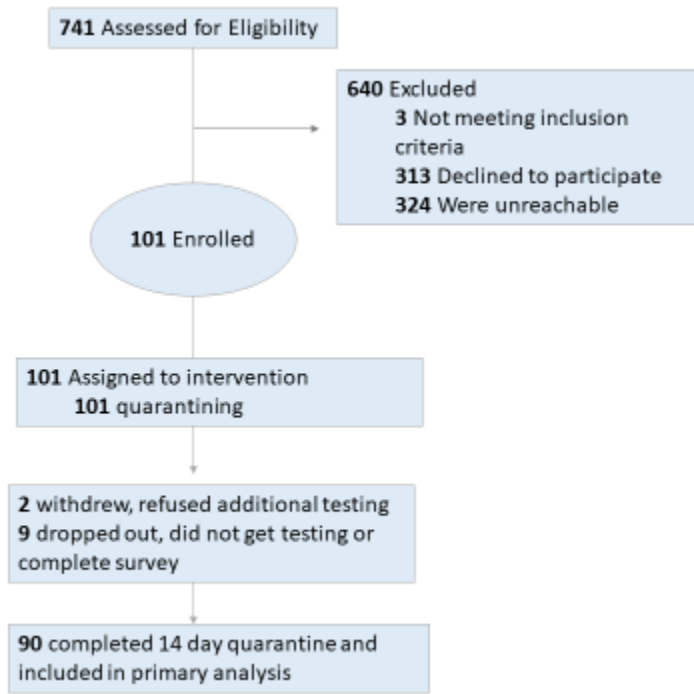 741 Assessed for Eligibility
640 Excluded
3 Not meeting inclusion
criteria
313 Declined to participate
324 Were unreachable
101 Enrolled
101 Assigned to intervention
101 quarantining
2 withdrew, refused additional testing
9 dropped out, did not get testing or
complete survey
90 completed 14 day quarantine and
included in primary analysis